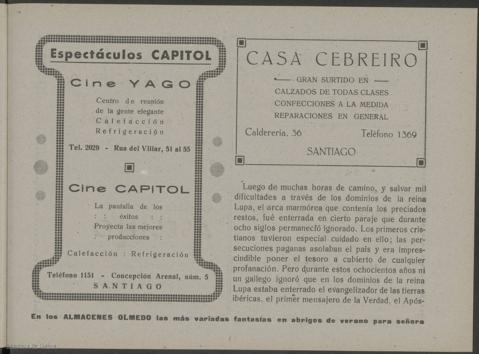 Espectáculos CAPITOL
Cine YAGO
Centro de reunión
de la gente elegante
Calefacción
Refrigeración
Tel. 2029 - Rua del Villar, 51 al 55
Cine CAPITOL
La pantalla de los
: : éxitos : :
Proyecta las mejores
: producciones :
Calefacción : Refrigeración
Teléfono 1151 - Concepción Arenal, núm. 5
SANTIAGO
CASA CEBREIRO
GRAN SURTIDO EN
CALZADOS DE TODAS CLASES
CONFECCIONES A LA MEDIDA
REPARACIONES EN GENERAL
Calderería, 36 Teléfono 1369
SANTIAGO
Luego de muchas horas de camino, y salvar mil
dificultades a través de los dominios de la reina
Lupa, el arca marmórea que contenía los preciados
restos, fué enterrada en cierto paraje que durante
ocho siglos permaneció ignorado. Los primeros cris-
tianos tuvieron especial cuidado en ello; las per-
secuciones paganas asolaban el país y era impres-
cindible poner el tesoro a cubierto de cualquier
profanación. Pero durante estos ochocientos años ni
un gallego ignoró que en los dominios de la reina
Lupa estaba enterrado el evangelizador de las tierras
ibéricas, el primer mensajero de la Verdad, el Após-
En los ALMACENES OLMEDO las más variadas fantasías en abrigos de verano para señora